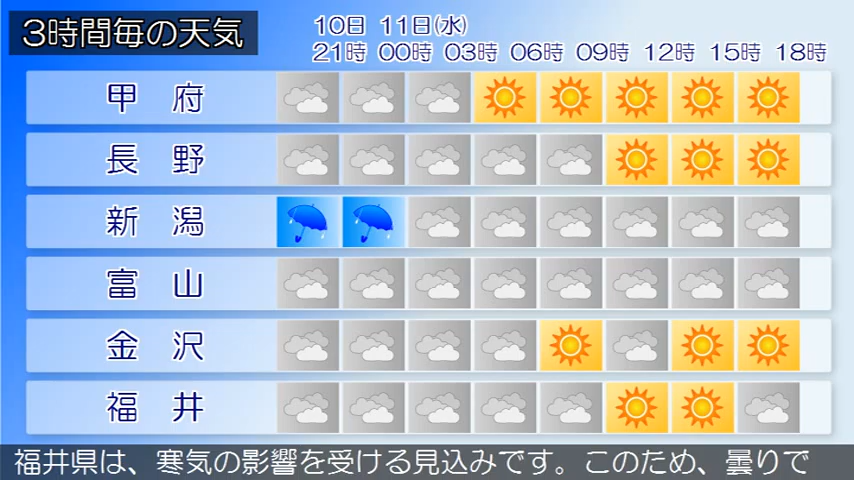 3時間毎の天気
10日 11日(水)
21時 00時 03時 06時 09時 12時 15時 18時
甲府
長野
新潟
富山
金沢
福井
福井県は、寒気の影響を受ける見込みです。このため、曇りで